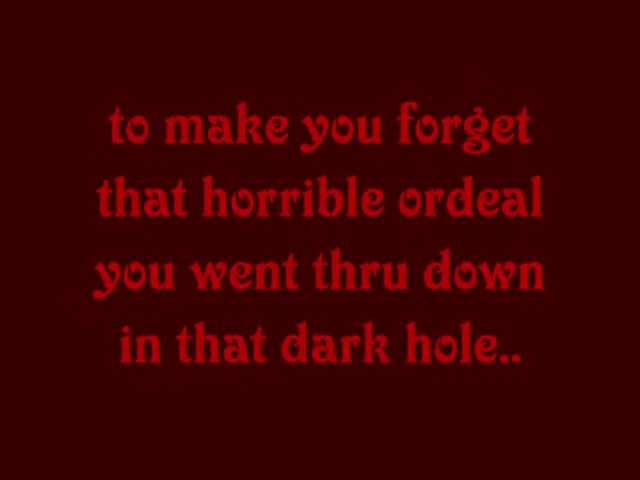 to make you forget
that horrible ordeal
you went thru down
in that dark hole..